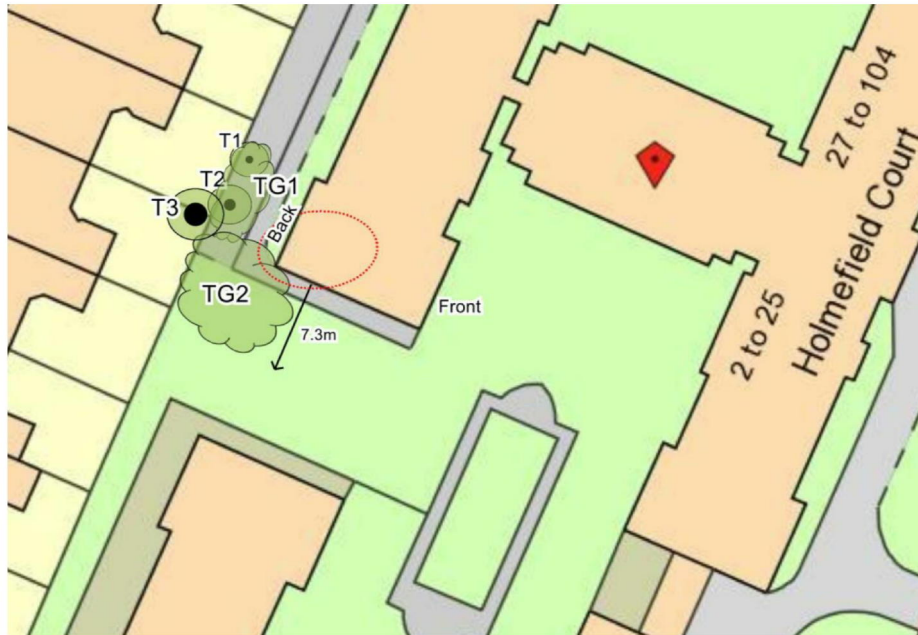 27 to 104
T1
T2
TG1
T3
Back
Holmefield Court
TG2
Front
7.3m
2 to 25